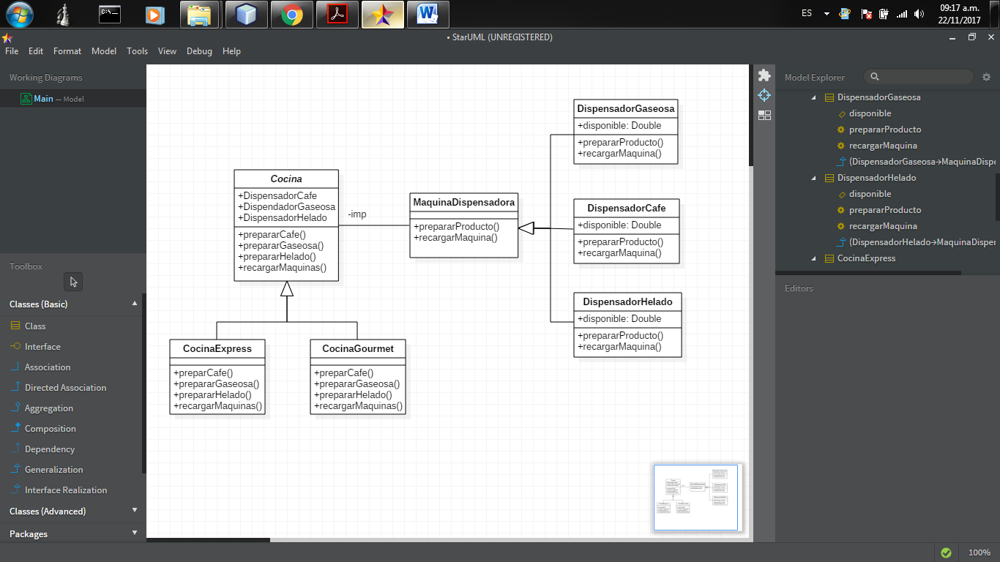 ES
09:17 a.m.
22/11/2017
• StarUML (UNREGISTERED)
File Edit Format Model Tools View Debug Help
Working Diagrams
Main — Model
Toolbox
Classes (Basic)
Class
Interface
Association
Directed Association
Aggregation
Composition
Dependency
Generalization
Interface Realization
Classes (Advanced)
Packages
Cocina
+DispensadorCafe
+DispendadorGaseosa
+DispensadorHelado
+prepararCafe()
+prepararGaseosa()
+prepararHelado()
+recargarMaquinas()
-imp
MaquinaDispensadora
+prepararProducto()
+recargarMaquina()
DispensadorGaseosa
+disponible: Double
+prepararProducto()
+recargarMaquina()
DispensadorCafe
+disponible: Double
+prepararProducto()
+recargarMaquina()
DispensadorHelado
+disponible: Double
+prepararProducto()
+recargarMaquina()
CocinaExpress
+preparCafe()
+prepararGaseosa()
+prepararHelado()
+recargarMaquinas()
CocinaGourmet
+preparCafe()
+prepararGaseosa()
+prepararHelado()
+recargarMaquinas()
Model Explorer
DispensadorGaseosa
disponible
prepararProducto
recargarMaquina
(DispensadorGaseosa→MaquinaDispe
DispensadorHelado
disponible
prepararProducto
recargarMaquina
(DispensadorHelado→MaquinaDispen
CocinaExpress
Editors
100%